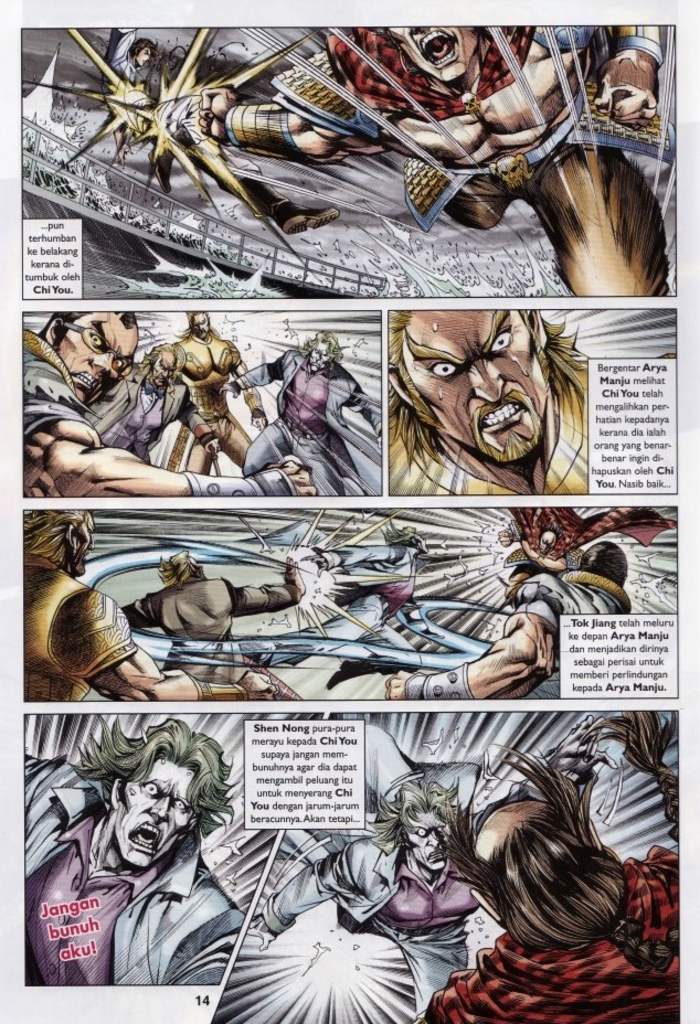 ...pun
terhumban
ke belakang
kerana di-
tumbuk oleh
Chi You.
Bergentar Arya
Manju melihat
Chi You telah
mengalihkan per-
hatian kepadanya
kerana dia ialah
orang yang benar-
benar ingin di-
hapuskan oleh Chi
You. Nasib baik...
...Tok Jiang telah meluru
ke depan Arya Manju
dan menjadikan dirinya
sebagai perisai untuk
memberi perlindungan
kepada Arya Manju.
Shen Nong pura-pura
merayu kepada Chi You
supaya jangan mem-
bunuhnya agar dia dapat
mengambil peluang itu
untuk menyerang Chi
You dengan jarum-jarum
beracunnya. Akan tetapi...
Jangan
bunuh
aku!
14